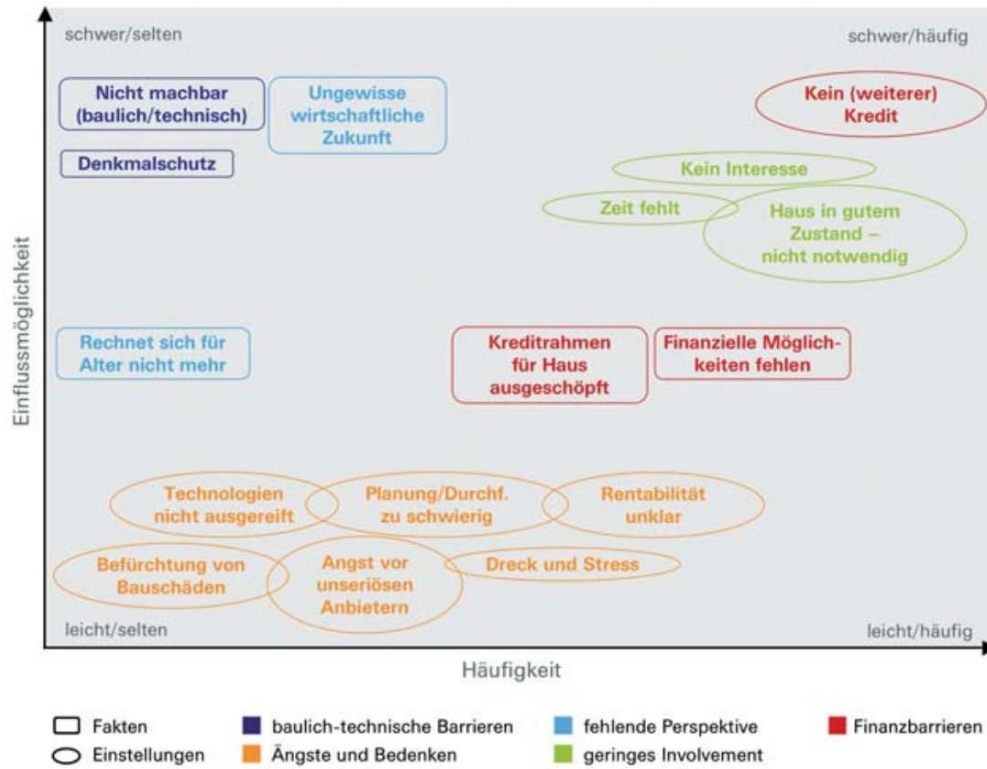 schwer/selten
schwer/häufig
Nicht machbar
(baulich/technisch)
Ungewisse
wirtschaftliche
Zukunft
Kein (weiterer)
Kredit
Denkmalschutz
Kein Interesse
Zeit fehlt
Haus in gutem
Zustand –
nicht notwendig
Einflussmöglichkeit
Rechnet sich für
Alter nicht mehr
Kreditrahmen
für Haus
ausgeschöpft
Finanzielle Möglich-
keiten fehlen
Technologien
nicht ausgereift
Planung/Durchf.
zu schwierig
Rentabilität
unklar
Befürchtung von
Bauschäden
Angst vor
unseriösen
Anbietern
Dreck und Stress
leicht/selten
leicht/häufig
Häufigkeit
Fakten
baulich-technische Barrieren
fehlende Perspektive
Finanzbarrieren
Einstellungen
Ängste und Bedenken
geringes Involvement